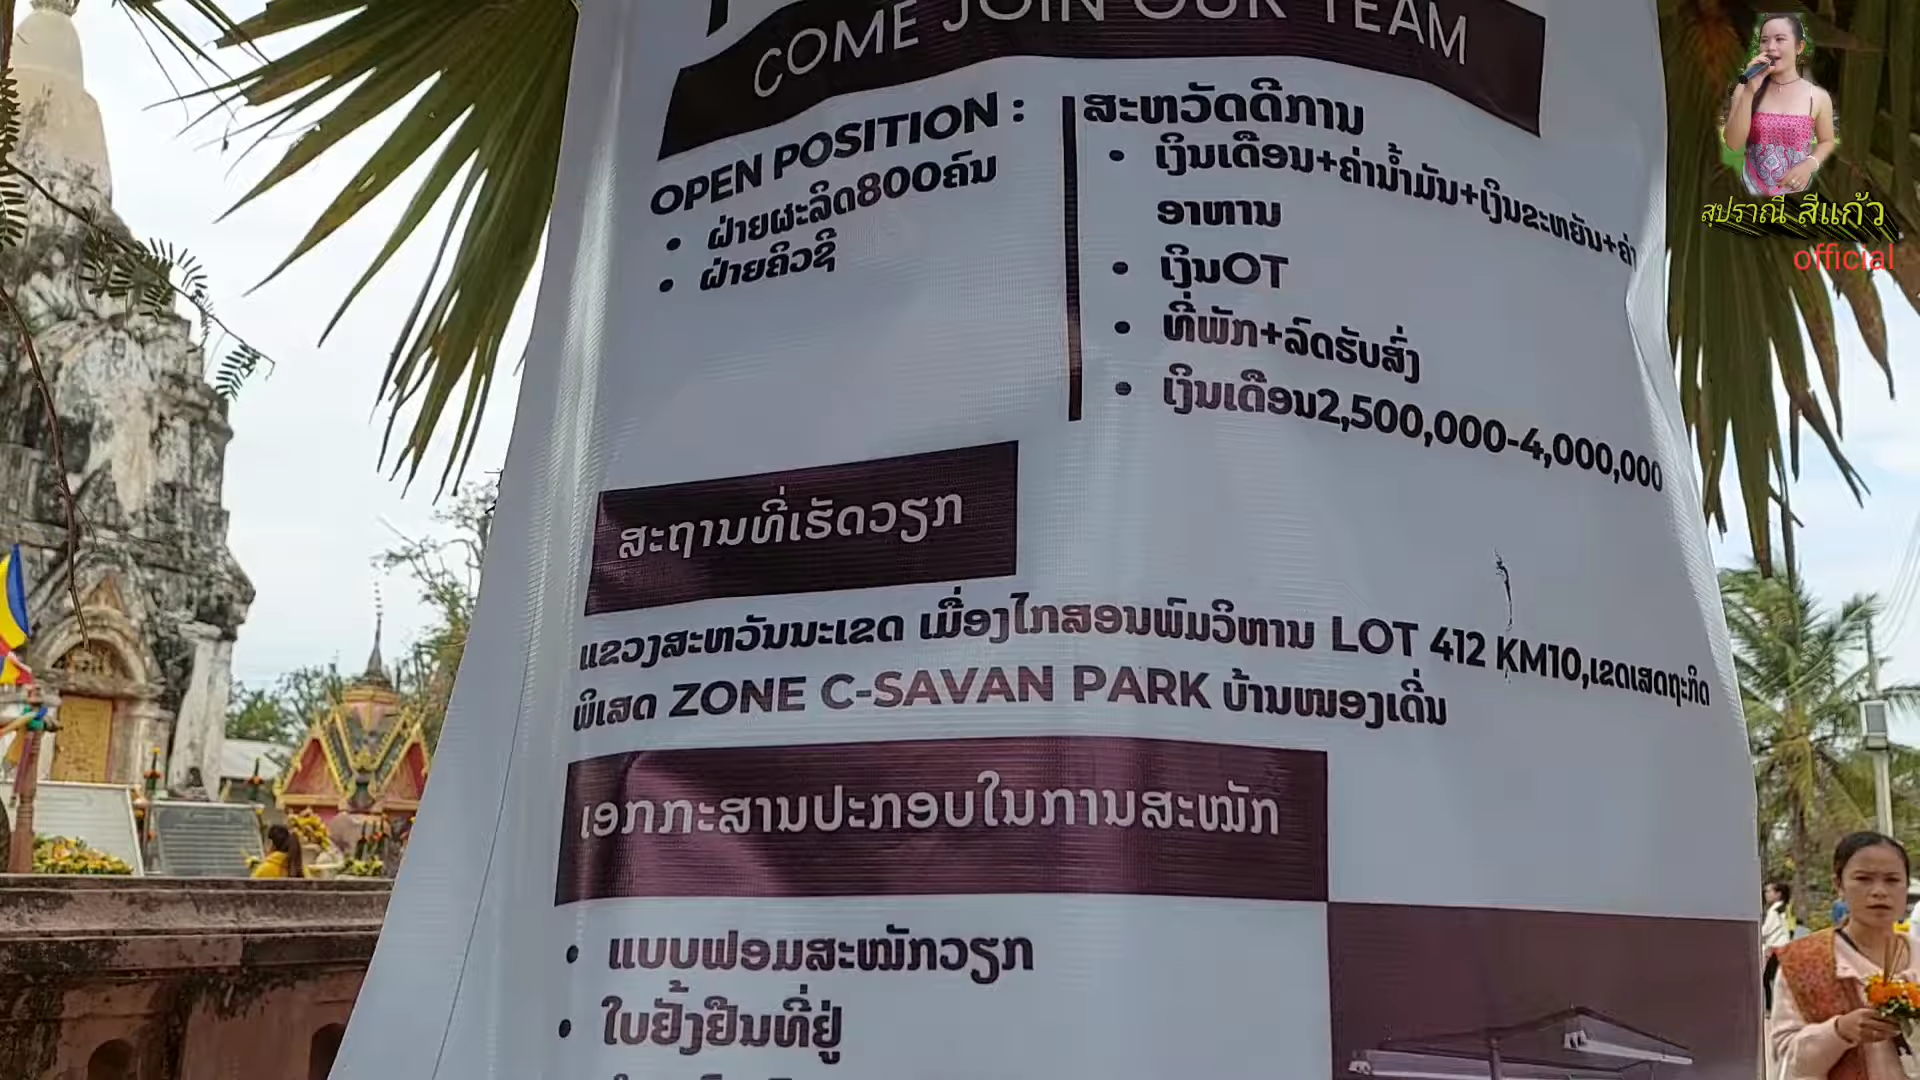 COME JOIN OUR TEAM
OPEN POSITION :
• ຝ່າຍຜະລິດ800ຄົນ
• ຝ່າຍຄິວຊີ
ສະຫວັດດີການ
• ເງິນເດືອນ+ຄ່ານ້ຳມັນ+ເງິນຂະຫຍັນ+ຄ່າ
ອາຫານ
• ເງິນOT
• ທີ່ພັກ+ລົດຮັບສົ່ງ
• ເງິນເດືອນ2,500,000-4,000,000
ສະຖານທີ່ເຮັດວຽກ
ແຂວງສະຫວັນນະເຂດ ເມື່ອງໄກສອນພົມວິຫານ LOT 412 KM10,ເຂດເສດຖະກິດ
ພິເສດ ZONE C-SAVAN PARK ບ້ານໜອງເດີ່ນ
ເອກກະສານປະກອບໃນການສະໝັກ
• ແບບຟອມສະໝັກວຽກ
• ໃບຢັ້ງຢືນທີ່ຢູ່
สุปราณี สีแก้ว
official